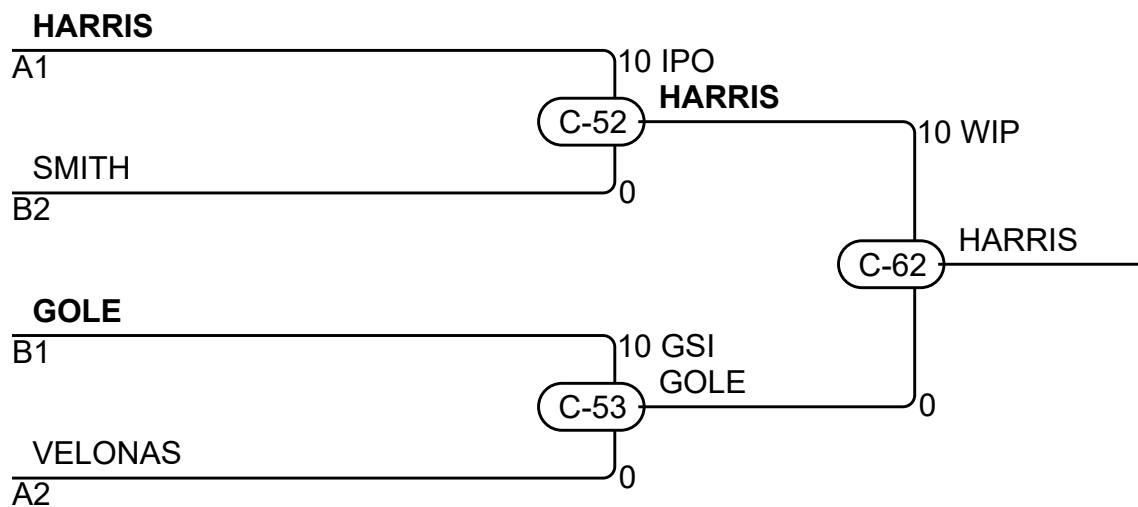 HARRIS
A1
10 IPO
HARRIS
C-52
10 WIP
SMITH
B2
0
HARRIS
C-62
GOLE
B1
10 GSI
GOLE
C-53
0
VELONAS
A2
0